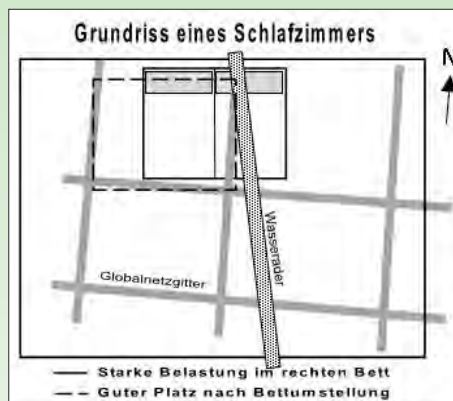 Grundriss eines Schlafzimmers
N
Wasserader
Globalnetzgitter
Starke Belastung im rechten Bett
Guter Platz nach Bettumstellung